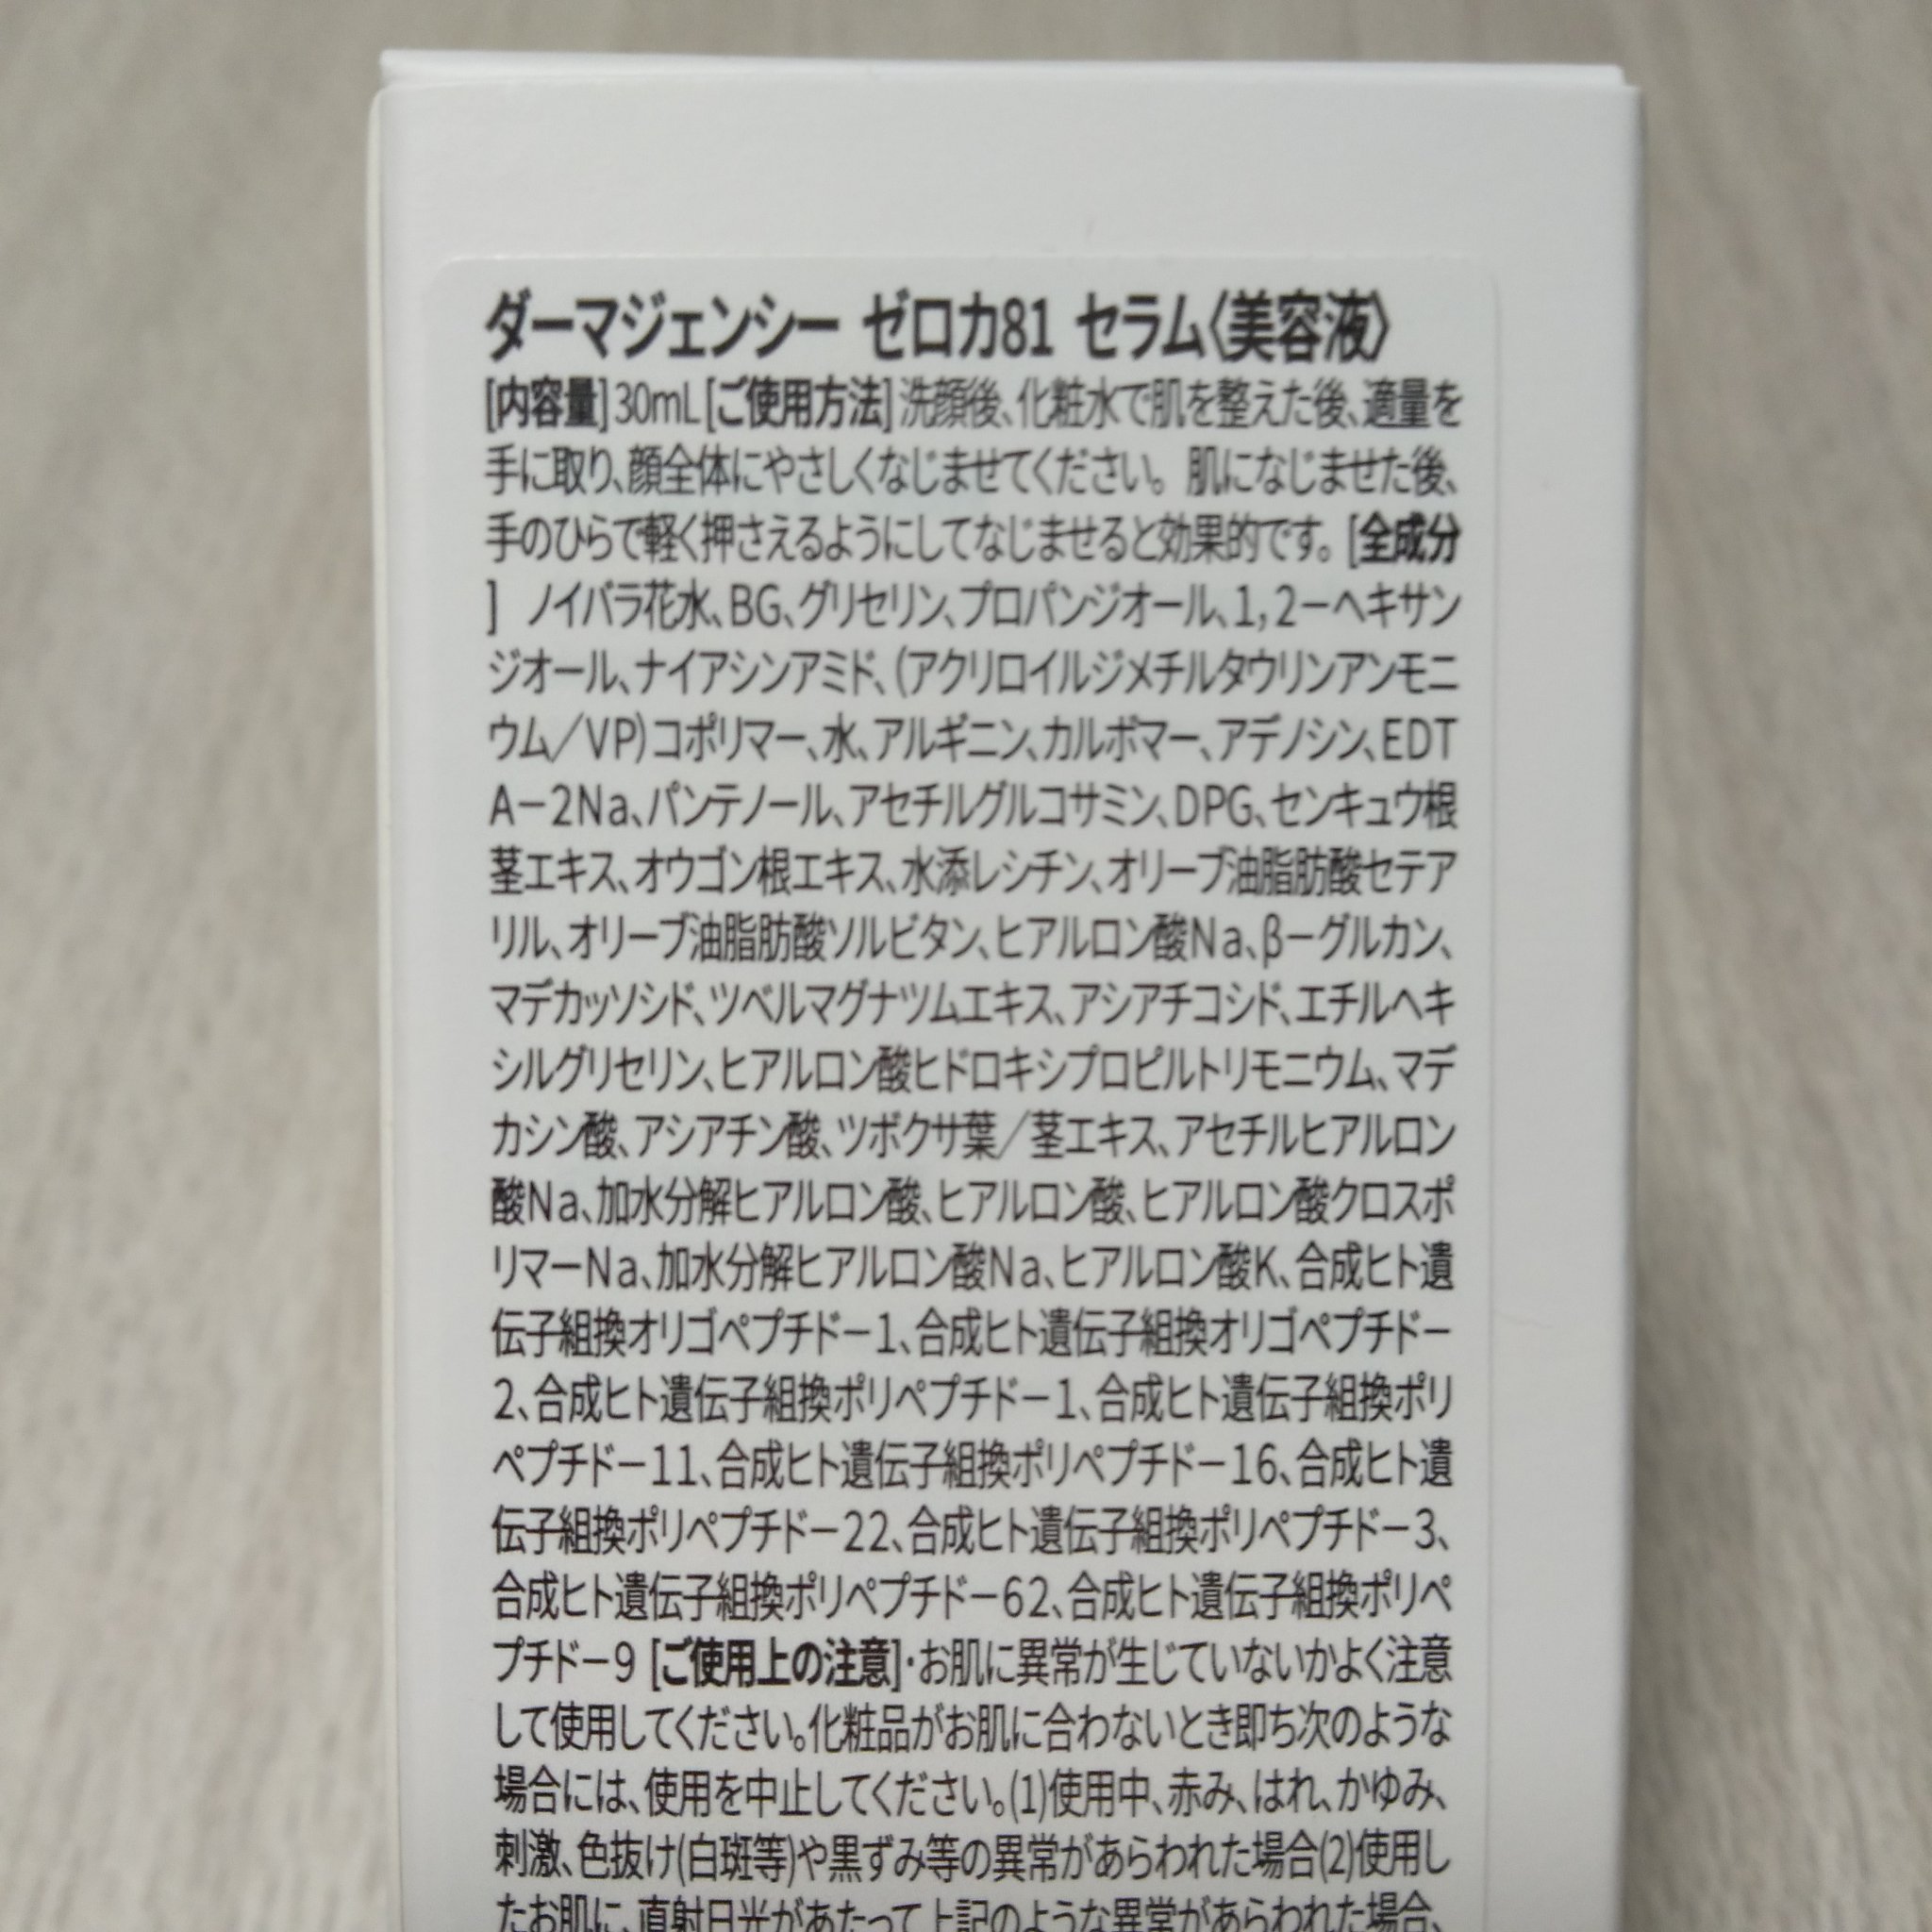 ダーマジェンシー ゼロカ81 セラム〈美容液〉
[内容量]30mL[ご使用方法]洗顔後、化粧水で肌を整えた後、適量を
手に取り、顔全体にやさしくなじませてください。肌になじませた後、
手のひらで軽く押さえるようにしてなじませると効果的です。[全成分
] ノイバラ花水、BG、グリセリン、プロパンジオール、1,2－ヘキサン
ジオール、ナイアシンアミド、(アクリロイルジメチルタウリンアンモニ
ウム／VP)コポリマー、水、アルギニン、カルボマー、アデノシン、EDT
A－2Na、パンテノール、アセチルグルコサミン、DPG、センキュウ根
茎エキス、オウゴン根エキス、水添レシチン、オリーブ油脂肪酸セテア
リル、オリーブ油脂肪酸ソルビタン、ヒアルロン酸Na、β－グルカン、
マデカッソシド、ツベルマグナツムエキス、アシアチコシド、エチルヘキ
シルグリセリン、ヒアルロン酸ヒドロキシプロピルトリモニウム、マデ
カシン酸、アシアチン酸、ツボクサ葉／茎エキス、アセチルヒアルロン
酸Na、加水分解ヒアルロン酸、ヒアルロン酸、ヒアルロン酸クロスポ
リマーNa、加水分解ヒアルロン酸Na、ヒアルロン酸K、合成ヒト遺
伝子組換オリゴペプチド－1、合成ヒト遺伝子組換オリゴペプチド－
2、合成ヒト遺伝子組換ポリペプチド－1、合成ヒト遺伝子組換ポリ
ペプチド－11、合成ヒト遺伝子組換ポリペプチド－16、合成ヒト遺
伝子組換ポリペプチド－22、合成ヒト遺伝子組換ポリペプチド－3、
合成ヒト遺伝子組換ポリペプチド－62、合成ヒト遺伝子組換ポリペ
プチド－9 [ご使用上の注意]・お肌に異常が生じていないかよく注意
して使用してください。化粧品がお肌に合わないとき即ち次のような
場合には、使用を中止してください。(1)使用中、赤み、はれ、かゆみ、
刺激、色抜け(白斑等)や黒ずみ等の異常があらわれた場合(2)使用し
たお肌に、直射日光があたって上記のような異常があらわれた場合、